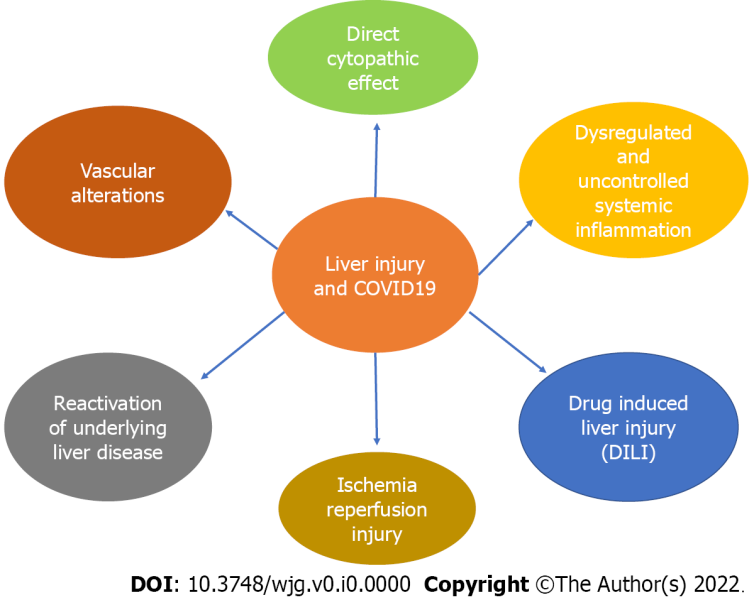 Direct
cytopathic
effect
Dysregulated
and
uncontrolled
systemic
inflammation
Vascular
alterations
Liver injury
and COVID19
Reactivation
of underlying
liver disease
Drug induced
liver injury
(DILI)
Ischemia
reperfusion
injury
DOI: 10.3748/wjg.v0.i0.0000 Copyright ©The Author(s) 2022.